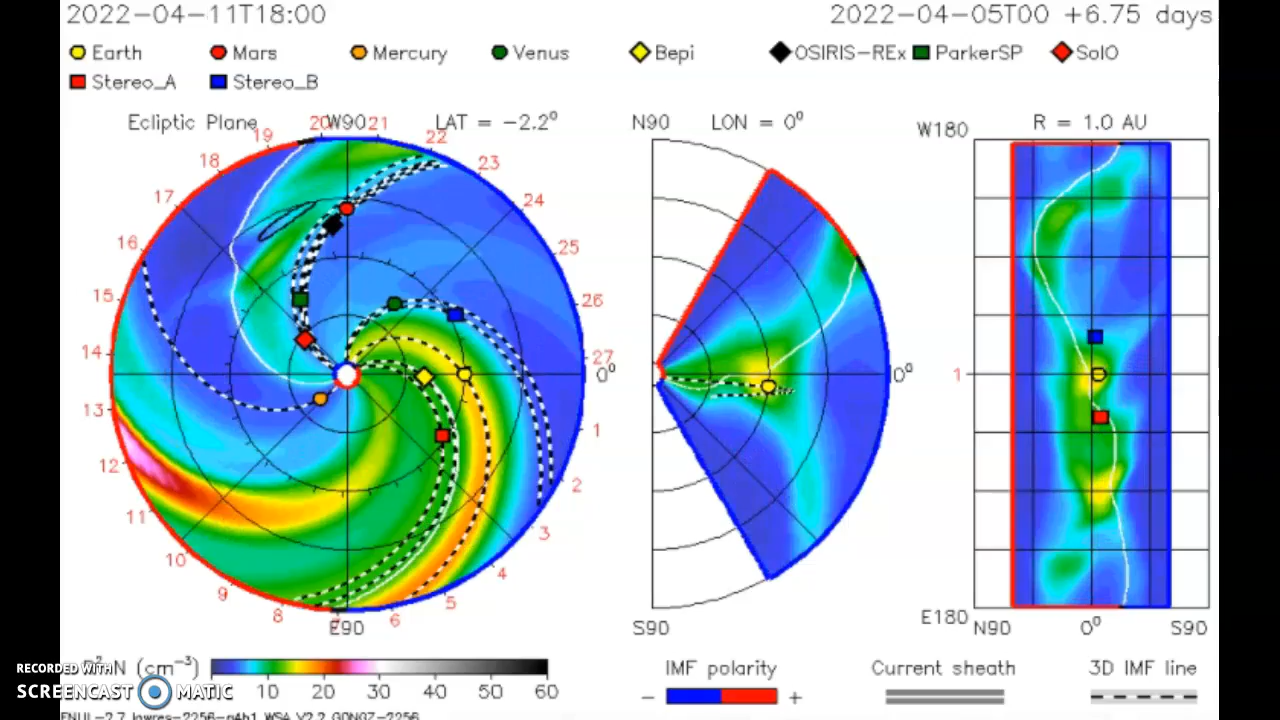 2022-04-11T18:00 2022-04-05T00 +6.75 days
Earth Mars Mercury Venus Bepi OSIRIS-REx ParkerSP SolO
Stereo_A Stereo_B
Ecliptic Plane W90 LAT = -2.2° N90 LON = 0° W180 R = 1.0 AU
20 21
19 22
18 23
17 24
16 25
15 26
14 27 0° 0° 1
13 1
12 2
11 3
10 4
9 5
8 6
E90 S90 E180 N90 0° S90
N (cm⁻³) IMF polarity Current sheath 3D IMF line
10 20 30 40 50 60 - +
RECORDED WITH
SCREENCAST MATIC